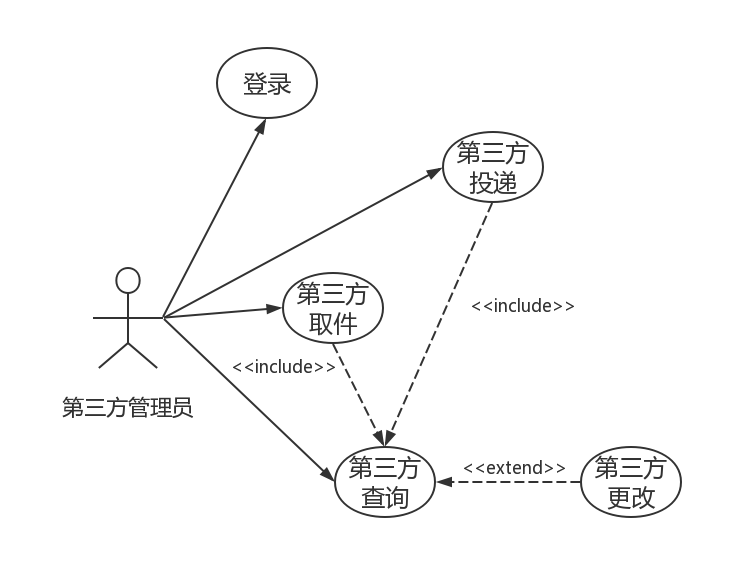 登录
第三方
投递
第三方
取件
<<include>>
<<include>>
第三方管理员
第三方
查询
<<extend>>
第三方
更改